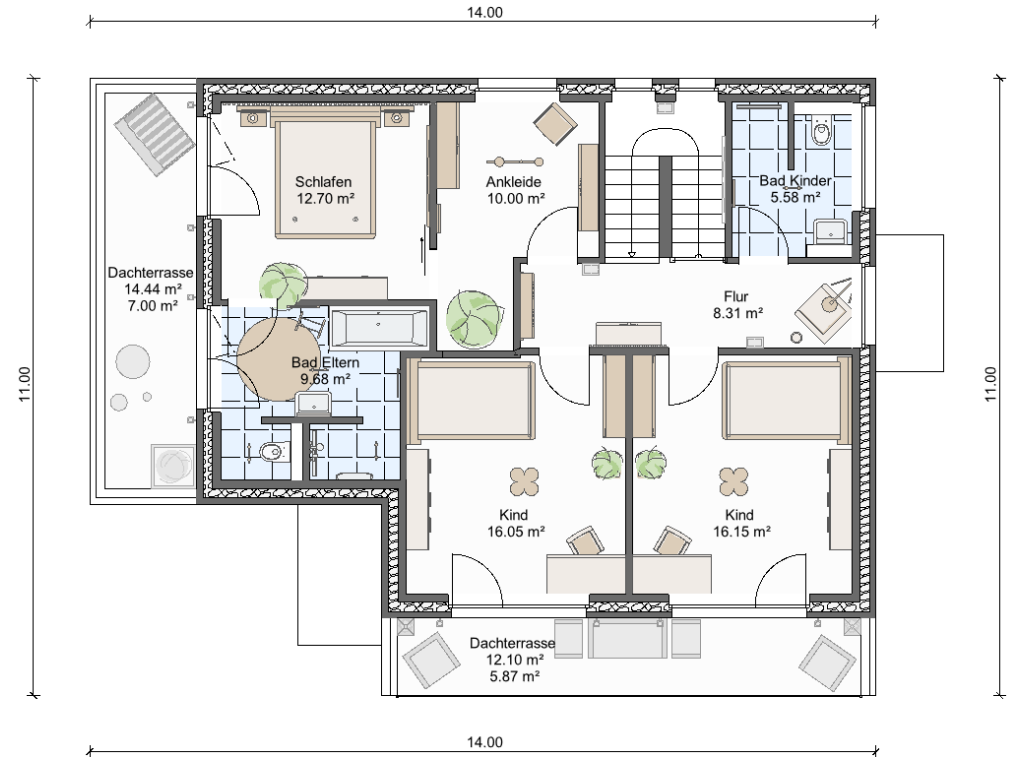 14.00
Schlafen
12.70 m²
Ankleide
10.00 m²
Bad Kinder
5.58 m²
Dachterrasse
14.44 m²
7.00 m²
Flur
8.31 m²
11.00
Bad Eltern
9.68 m²
11.00
Kind
16.05 m²
Kind
16.15 m²
Dachterrasse
12.10 m²
5.87 m²
14.00